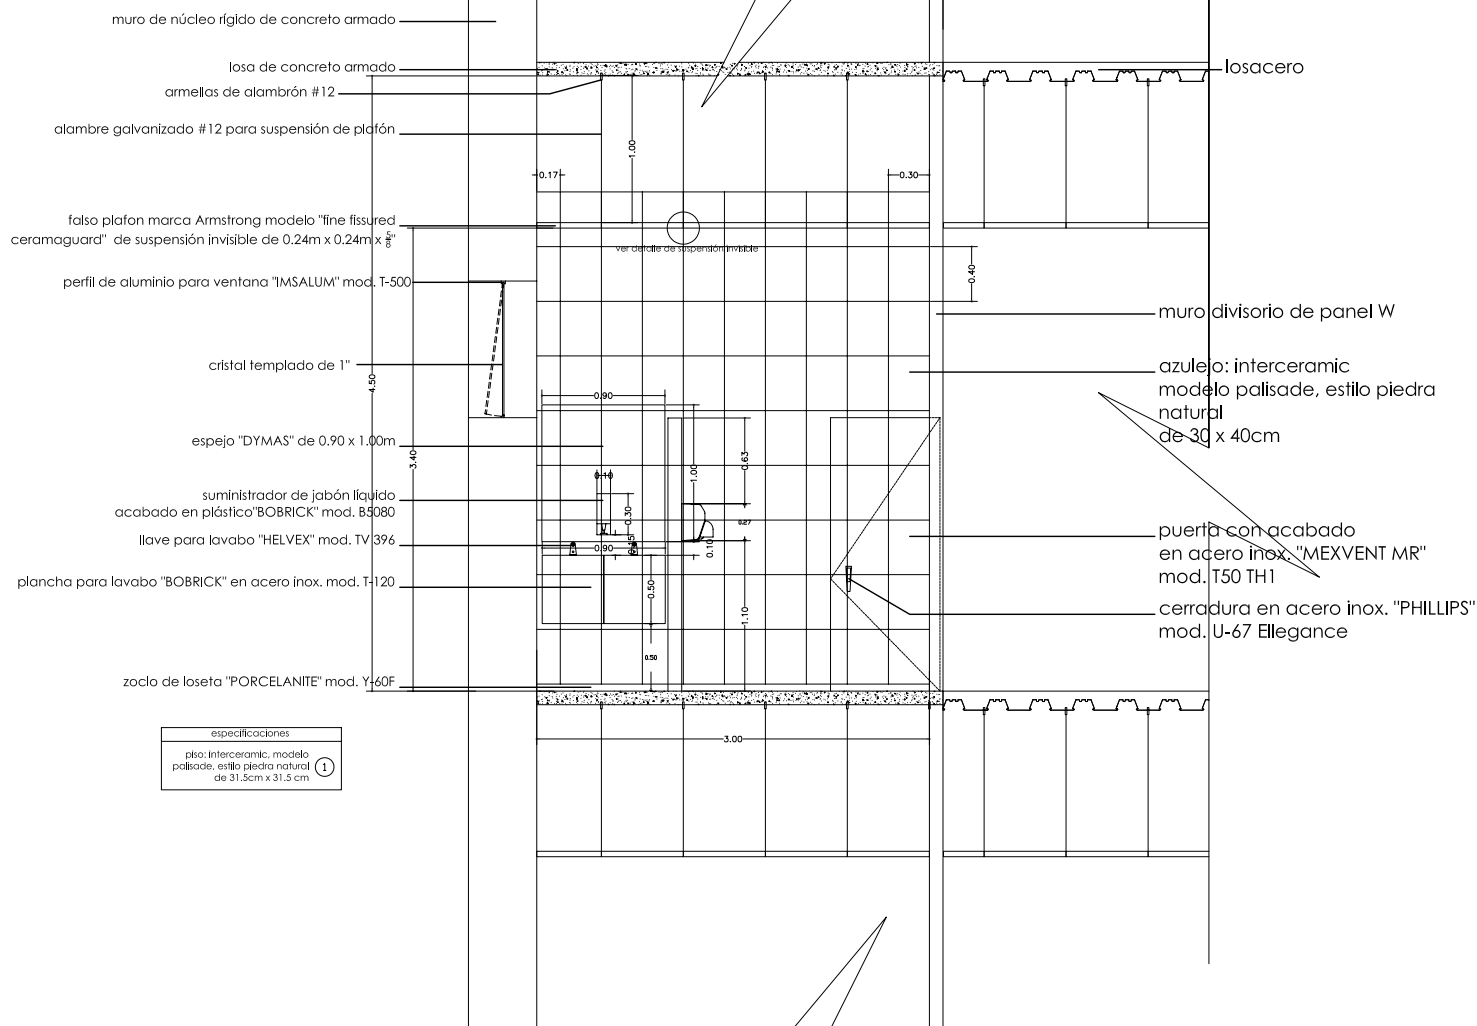 muro de núcleo rígido de concreto armado
losa de concreto armado
armellas de alambrón #12
alambre galvanizado #12 para suspensión de plafón
falso plafon marca Armstrong modelo "fine fissured
ceramaguard" de suspensión invisible de 0.24m x 0.24m x "
perfil de aluminio para ventana "IMSALUM" mod. T-500
cristal templado de 1"
espejo "DYMAS" de 0.90 x 1.00m
suministrador de jabón líquido
acabado en plástico"BOBRICK" mod. B5080
llave para lavabo "HELVEX" mod. TV 396
plancha para lavabo "BOBRICK" en acero inox. mod. T-120
zoclo de loseta "PORCELANITE" mod. Y-60F
especificaciones
piso: interceramic, modelo
palisade, estilo piedra natural
de 31.5cm x 31.5 cm
1
4.50
3.40
1.00
0.17
0.30
ver detalle de suspensión invisible
0.40
0.90
0.63
1.00
0.10
0.30
0.27
0.15
0.90
0.10
0.50
1.10
0.50
3.00
losacero
muro divisorio de panel W
azulejo: interceramic
modelo palisade, estilo piedra
natural
de 30 x 40cm
puerta con acabado
en acero inox. "MEXVENT MR"
mod. T50 TH1
cerradura en acero inox. "PHILLIPS"
mod. U-67 Ellegance